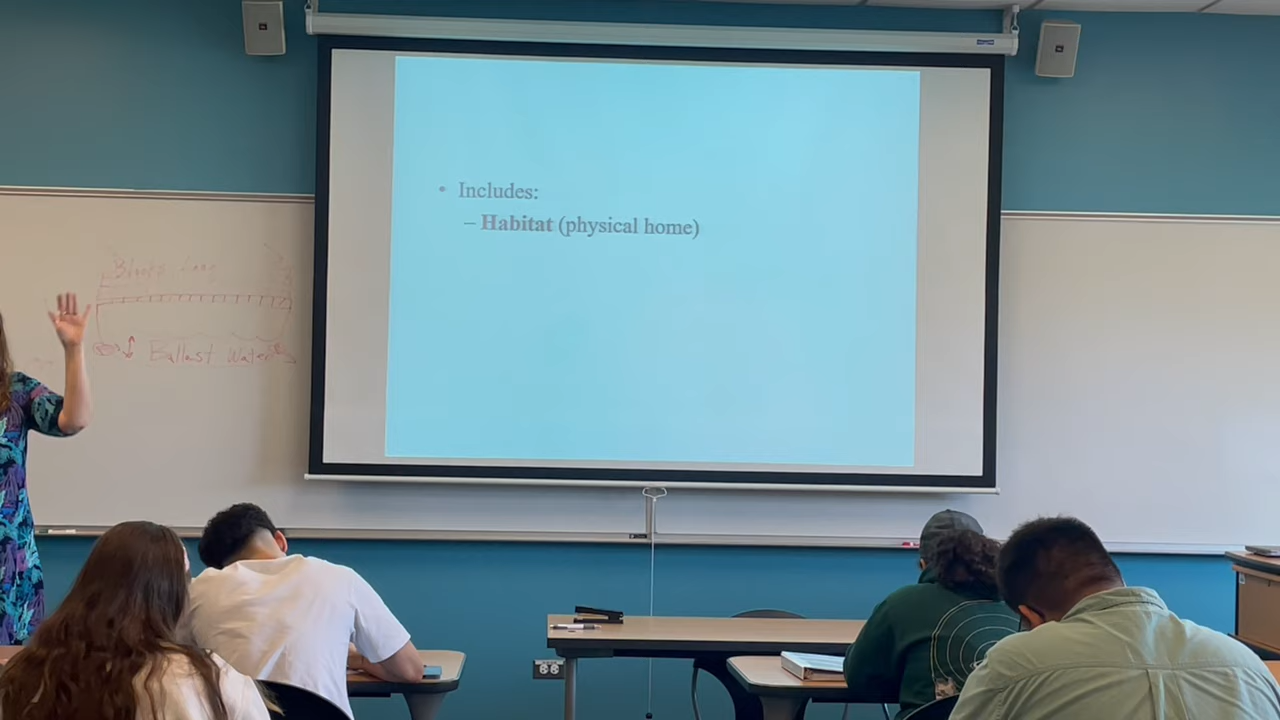 • Includes:
– Habitat (physical home)
Ballast Water